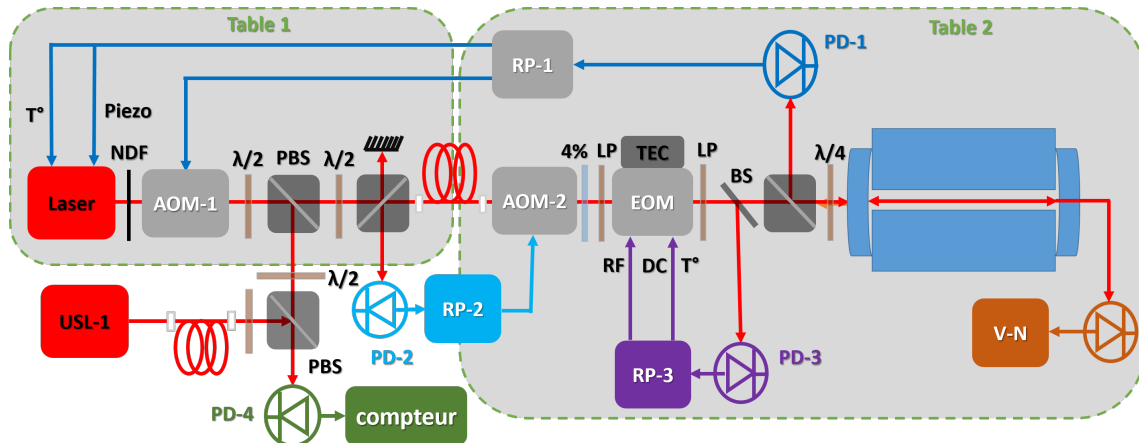 Table 1
Table 2
PD-1
RP-1
T°
Piezo
NDF
λ/2
PBS
λ/2
4%
LP
TEC
LP
BS
λ/4
Laser
AOM-1
AOM-2
EOM
RF
DC
T°
λ/2
USL-1
RP-2
PD-2
PBS
V-N
RP-3
PD-3
PD-4
compteur